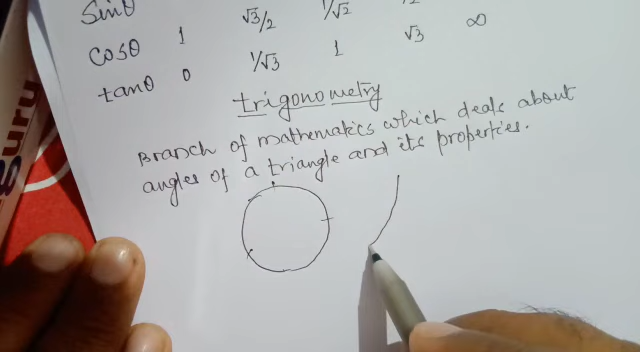 sinθ √3/2 1/√2
cosθ 1 1/√3 1 √3 ∞
tanθ 0
trigonometry
Branch of mathematics which deals about
angles of a triangle and its properties.
uru